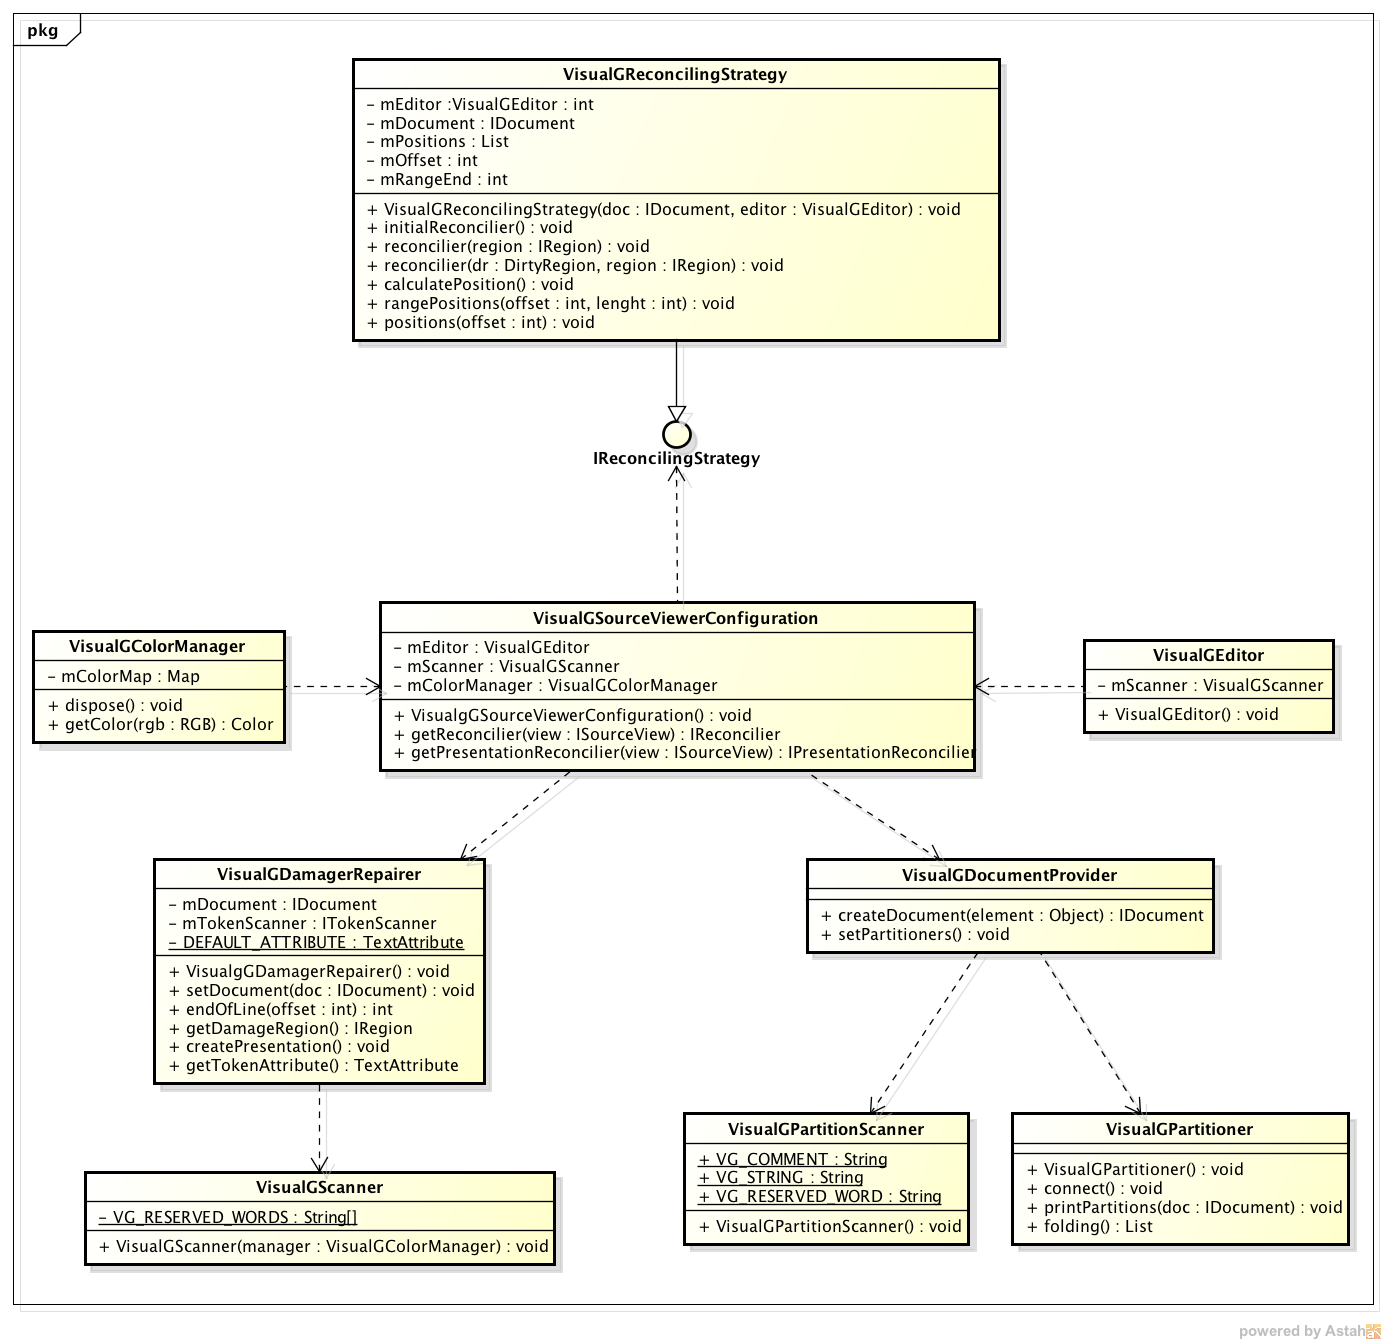 pkg
VisualGReconcilingStrategy
- mEditor :VisualGEditor : int
- mDocument : IDocument
- mPositions : List
- mOffset : int
- mRangeEnd : int
+ VisualGReconcilingStrategy(doc : IDocument, editor : VisualGEditor) : void
+ initialReconcilier() : void
+ reconcilier(region : IRegion) : void
+ reconcilier(dr : DirtyRegion, region : IRegion) : void
+ calculatePosition() : void
+ rangePositions(offset : int, lenght : int) : void
+ positions(offset : int) : void
IReconcilingStrategy
VisualGColorManager
- mColorMap : Map
+ dispose() : void
+ getColor(rgb : RGB) : Color
VisualGSourceViewerConfiguration
- mEditor : VisualGEditor
- mScanner : VisualGScanner
- mColorManager : VisualGColorManager
+ VisualgGSourceViewerConfiguration() : void
+ getReconcilier(view : ISourceView) : IReconcilier
+ getPresentationReconcilier(view : ISourceView) : IPresentationReconcilier
VisualGEditor
- mScanner : VisualGScanner
+ VisualGEditor() : void
VisualGDamagerRepairer
- mDocument : IDocument
- mTokenScanner : ITokenScanner
- DEFAULT_ATTRIBUTE : TextAttribute
+ VisualgGDamagerRepairer() : void
+ setDocument(doc : IDocument) : void
+ endOfLine(offset : int) : int
+ getDamageRegion() : IRegion
+ createPresentation() : void
+ getTokenAttribute() : TextAttribute
VisualGDocumentProvider
+ createDocument(element : Object) : IDocument
+ setPartitioners() : void
VisualGScanner
- VG_RESERVED_WORDS : String[]
+ VisualGScanner(manager : VisualGColorManager) : void
VisualGPartitionScanner
+ VG_COMMENT : String
+ VG_STRING : String
+ VG_RESERVED_WORD : String
+ VisualGPartitionScanner() : void
VisualGPartitioner
+ VisualGPartitioner() : void
+ connect() : void
+ printPartitions(doc : IDocument) : void
+ folding() : List
powered by Astah